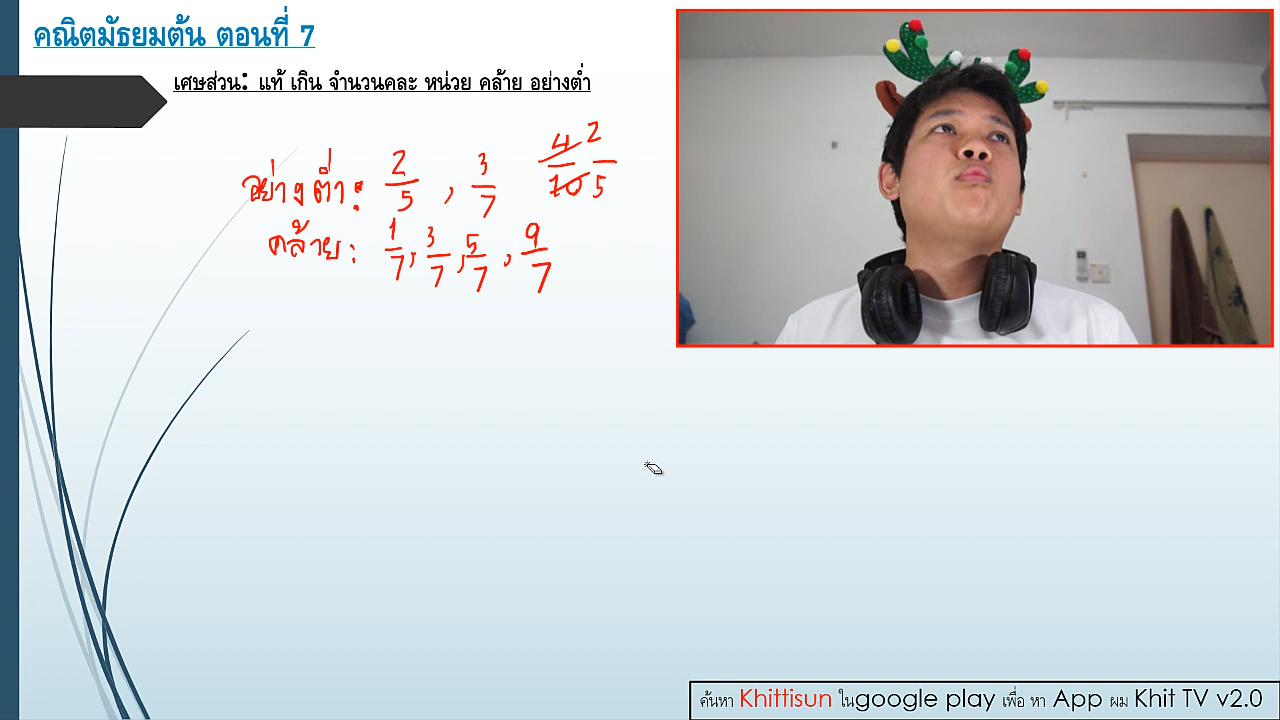 คณิตมัธยมต้น ตอนที่ 7
เศษส่วน: แท้ เกิน จำนวนคละ หน่วย คล้าย อย่างต่ำ
อย่างต่ำ: 2/5 , 3/7 4/10 2/5
คล้าย: 1/7, 3/7, 5/7, 9/7
ค้นหา Khittisun ในgoogle play เพื่อ หา App ผม Khit TV v2.0